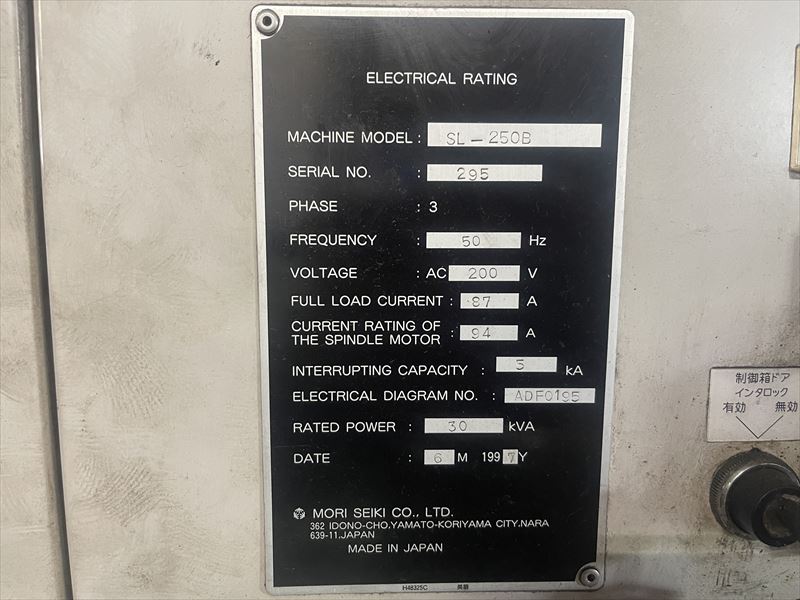 ELECTRICAL RATING
MACHINE MODEL : SL-250B
SERIAL NO. : 295
PHASE : 3
FREQUENCY : 50 Hz
VOLTAGE : AC 200 V
FULL LOAD CURRENT : 87 A
CURRENT RATING OF
THE SPINDLE MOTOR : 94 A
INTERRUPTING CAPACITY : 5 kA
ELECTRICAL DIAGRAM NO. : ADF0195
RATED POWER : 30 kVA
DATE : 6 M 1997Y
MORI SEIKI CO., LTD.
362 IDONO-CHO,YAMATO-KORIYAMA CITY,NARA
639-11,JAPAN
MADE IN JAPAN
H48325C 英
制御箱ドア
インタロック
有効 無効